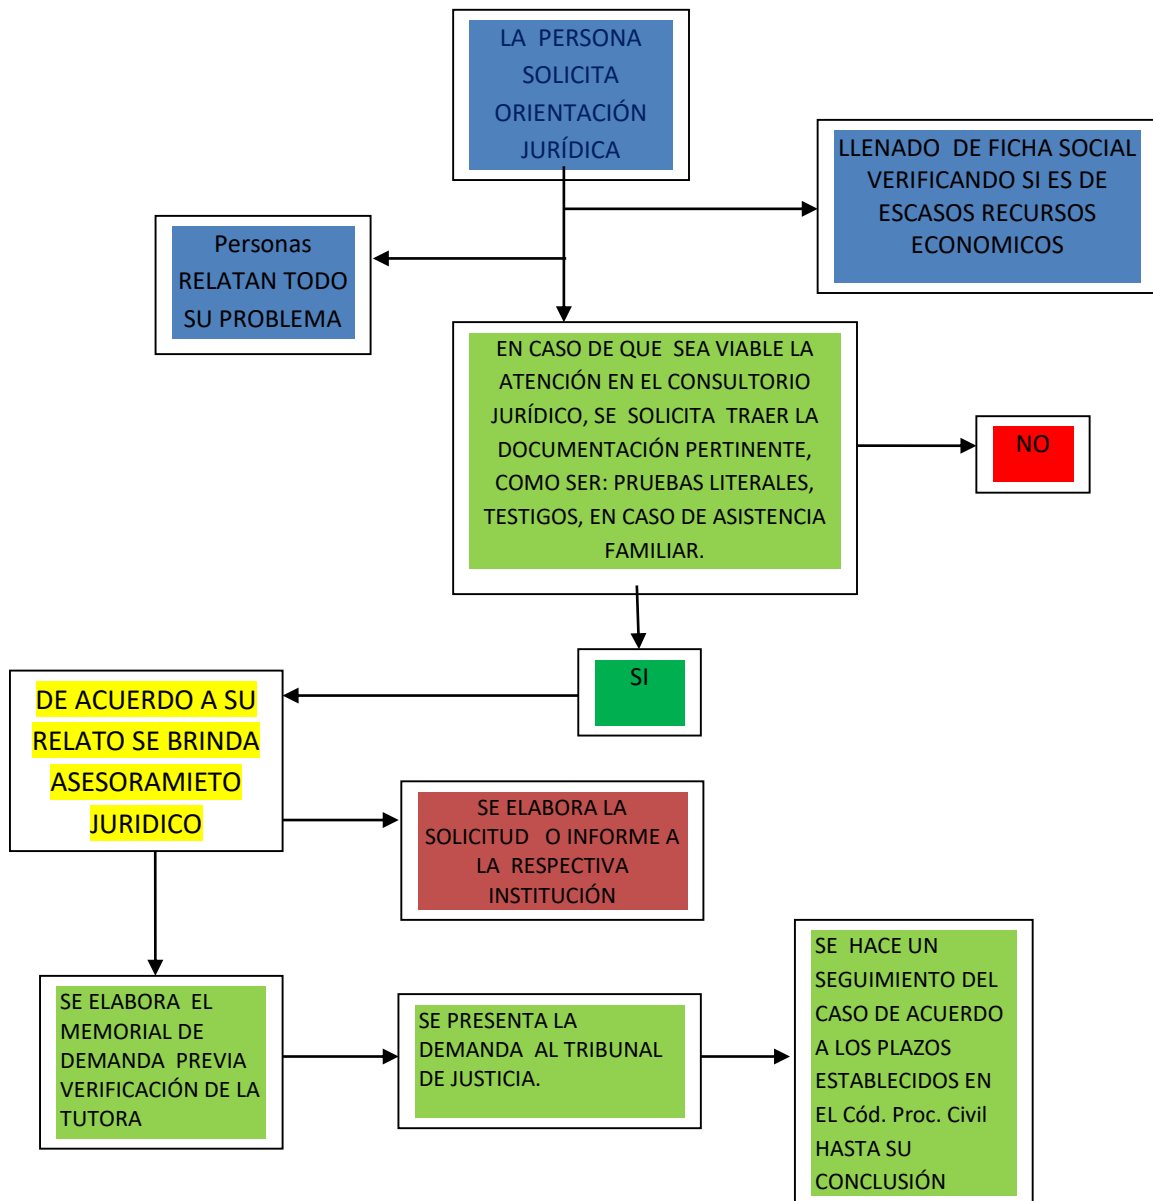 LA PERSONA
SOLICITA
ORIENTACIÓN
JURÍDICA
LLENADO DE FICHA SOCIAL
VERIFICANDO SI ES DE
ESCASOS RECURSOS
ECONOMICOS
Personas
RELATAN TODO
SU PROBLEMA
EN CASO DE QUE SEA VIABLE LA
ATENCIÓN EN EL CONSULTORIO
JURÍDICO, SE SOLICITA TRAER LA
DOCUMENTACIÓN PERTINENTE,
COMO SER: PRUEBAS LITERALES,
TESTIGOS, EN CASO DE ASISTENCIA
FAMILIAR.
NO
SI
DE ACUERDO A SU
RELATO SE BRINDA
ASESORAMIETO
JURIDICO
SE ELABORA LA
SOLICITUD O INFORME A
LA RESPECTIVA
INSTITUCIÓN
SE ELABORA EL
MEMORIAL DE
DEMANDA PREVIA
VERIFICACIÓN DE LA
TUTORA
SE PRESENTA LA
DEMANDA AL TRIBUNAL
DE JUSTICIA.
SE HACE UN
SEGUIMIENTO DEL
CASO DE ACUERDO
A LOS PLAZOS
ESTABLECIDOS EN
EL Cód. Proc. Civil
HASTA SU
CONCLUSIÓN